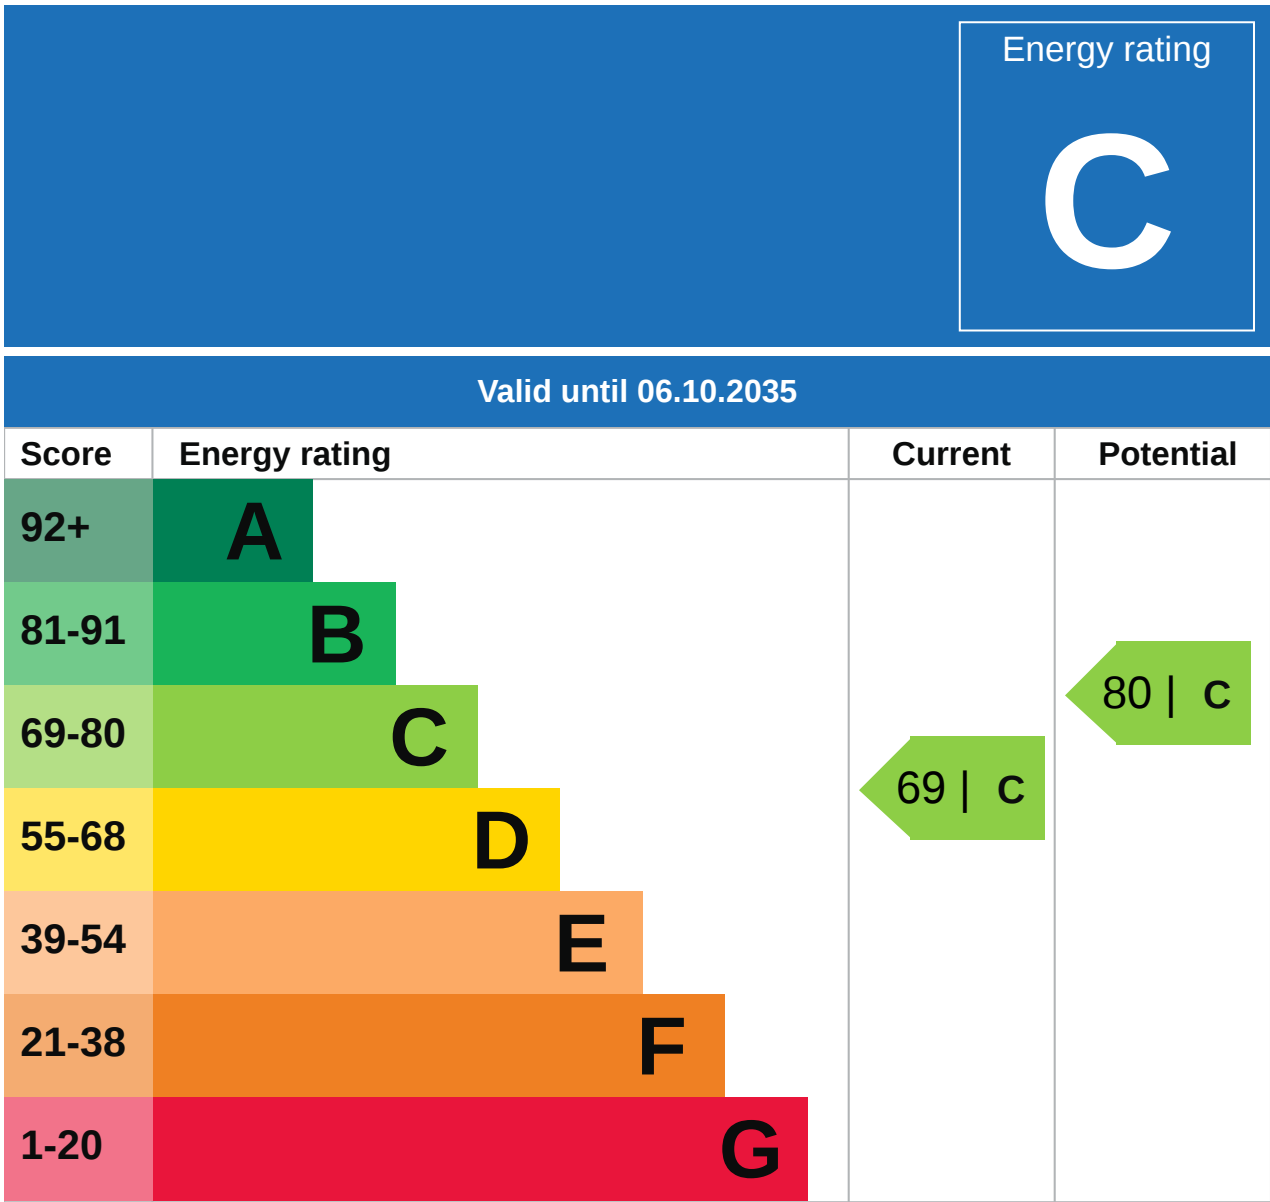 Energy rating
C
Valid until 06.10.2035
Score Energy rating Current Potential
92+ A
81-91 B
80 | C
69-80 C
69 | C
55-68 D
39-54 E
21-38 F
1-20 G